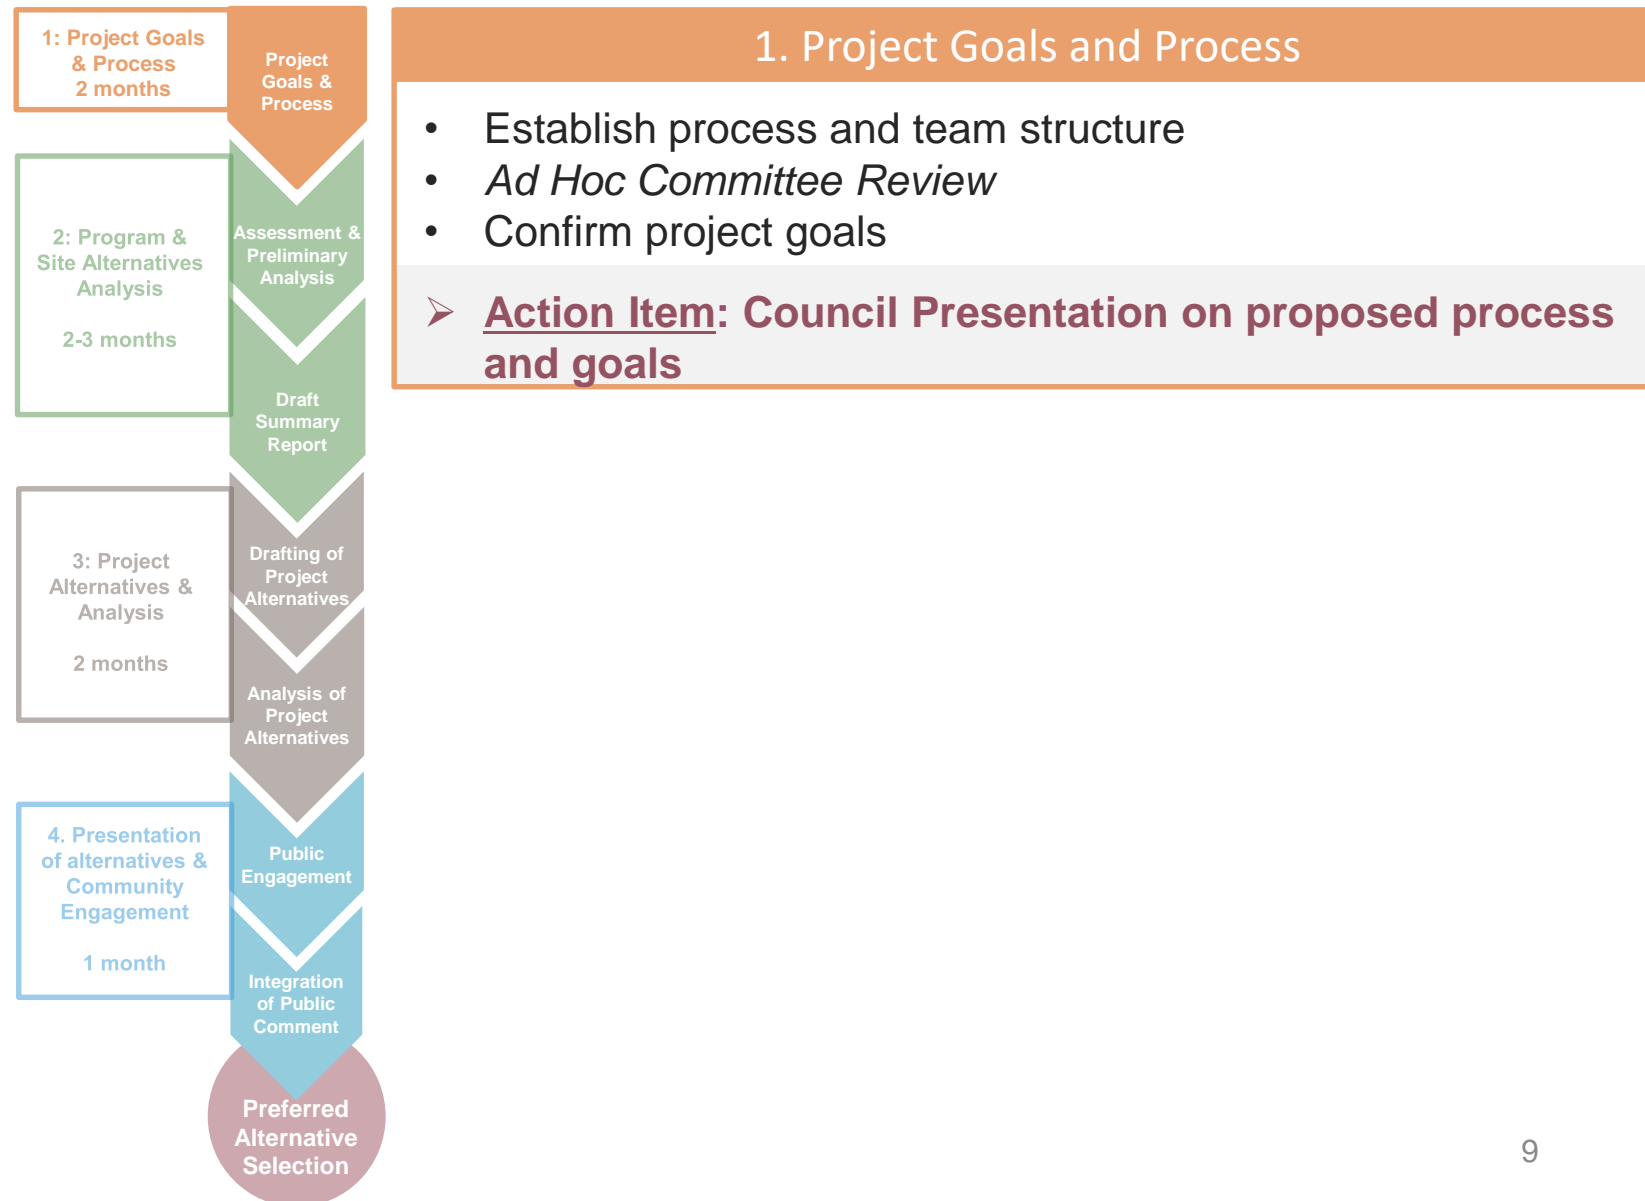 1: Project Goals
& Process
2 months
Project
Goals &
Process
2: Program &
Site Alternatives
Analysis
2-3 months
Assessment &
Preliminary
Analysis
Draft
Summary
Report
3: Project
Alternatives &
Analysis
2 months
Drafting of
Project
Alternatives
Analysis of
Project
Alternatives
4. Presentation
of alternatives &
Community
Engagement
1 month
Public
Engagement
Integration
of Public
Comment
Preferred
Alternative
Selection
1. Project Goals and Process
• Establish process and team structure
• Ad Hoc Committee Review
• Confirm project goals
➢ Action Item: Council Presentation on proposed process
and goals
9